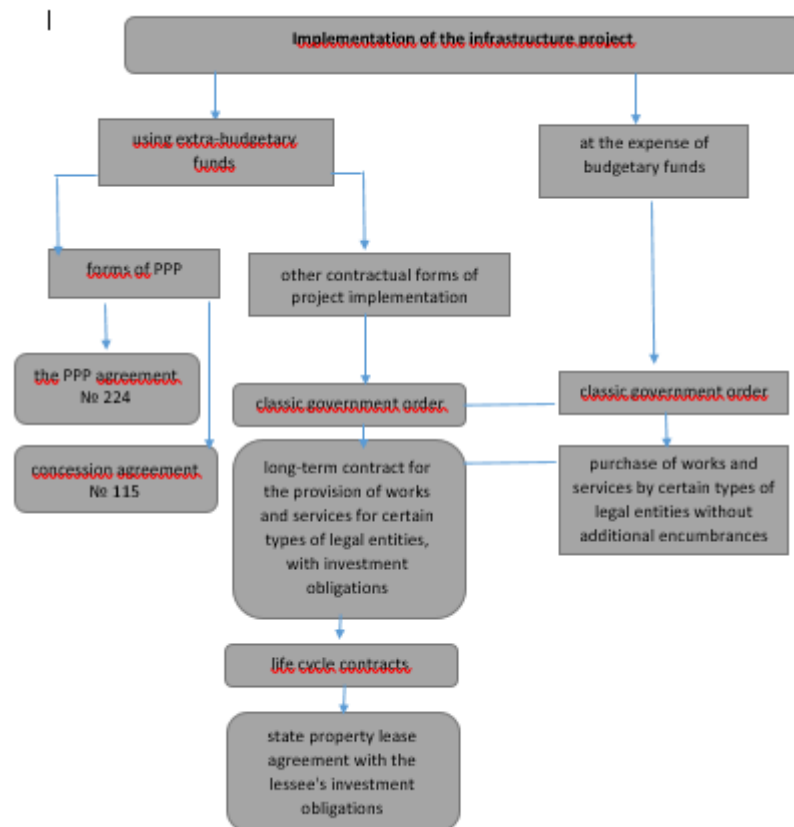 Implementation of the infrastructure project
using extra-budgetary
funds
at the expense of
budgetary funds
forms of PPP
other contractual forms of
project implementation
the PPP agreement
№ 224
classic government order
classic government order
concession agreement
№ 115
long-term contract for
the provision of works
and services for certain
types of legal entities,
with investment
obligations
purchase of works and
services by certain types of
legal entities without
additional encumbrances
life cycle contracts
state property lease
agreement with the
lessee's investment
obligations